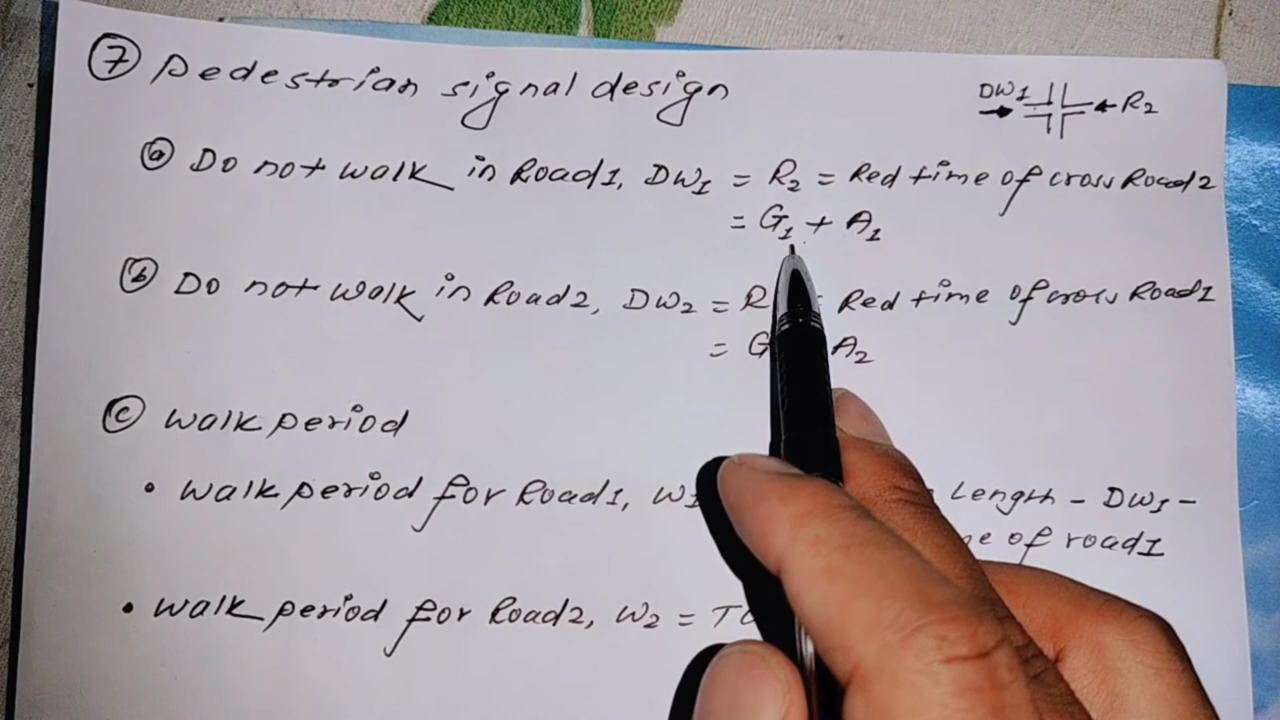 ⑦ Pedestrian signal design
DW1 R2
ⓐ Do not walk in Road1, DW1 = R2 = Red time of cross Road2
= G1 + A1
ⓑ Do not walk in Road2, DW2 = R = Red time of cross Road1
= G A2
ⓒ walk period
• walk period for Road1, W1 Length - DW1 -
of road1
• walk period for Road2, W2 =